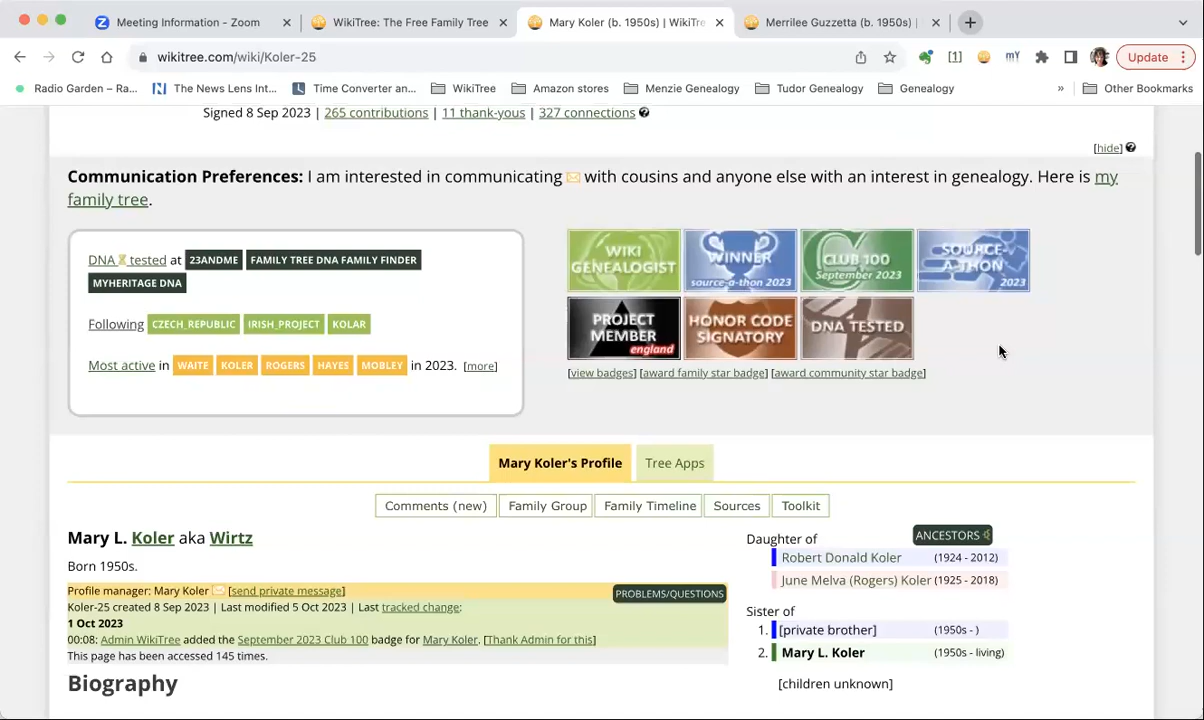 Meeting Information - Zoom
WikiTree: The Free Family Tree
Mary Koler (b. 1950s) | WikiTre
Merrilee Guzzetta (b. 1950s) |
wikitree.com/wiki/Koler-25
[1]
mY
Update
Radio Garden – Ra...
The News Lens Int...
Time Converter an...
WikiTree
Amazon stores
Menzie Genealogy
Tudor Genealogy
Genealogy
»
Other Bookmarks
Signed 8 Sep 2023 | 265 contributions | 11 thank-yous | 327 connections ?
[hide] ?
Communication Preferences: I am interested in communicating with cousins and anyone else with an interest in genealogy. Here is my
family tree.
DNA tested at 23ANDME FAMILY TREE DNA FAMILY FINDER
MYHERITAGE DNA
Following CZECH_REPUBLIC IRISH_PROJECT KOLAR
Most active in WAITE KOLER ROGERS HAYES MOBLEY in 2023. [more]
WIKI
GENEALOGIST
WINNER
source-a-thon 2023
CLUB 100
September 2023
SOURCE-
A-THON
2023
PROJECT
MEMBER
england
HONOR CODE
SIGNATORY
DNA TESTED
[view badges] [award family star badge] [award community star badge]
Mary Koler's Profile
Tree Apps
Comments (new)
Family Group
Family Timeline
Sources
Toolkit
Mary L. Koler aka Wirtz
Born 1950s.
Profile manager: Mary Koler [send private message]
PROBLEMS/QUESTIONS
Koler-25 created 8 Sep 2023 | Last modified 5 Oct 2023 | Last tracked change:
1 Oct 2023
00:08: Admin WikiTree added the September 2023 Club 100 badge for Mary Koler. [Thank Admin for this]
This page has been accessed 145 times.
Biography
ANCESTORS
Daughter of
Robert Donald Koler (1924 - 2012)
June Melva (Rogers) Koler (1925 - 2018)
Sister of
1. [private brother] (1950s - )
2. Mary L. Koler (1950s - living)
[children unknown]